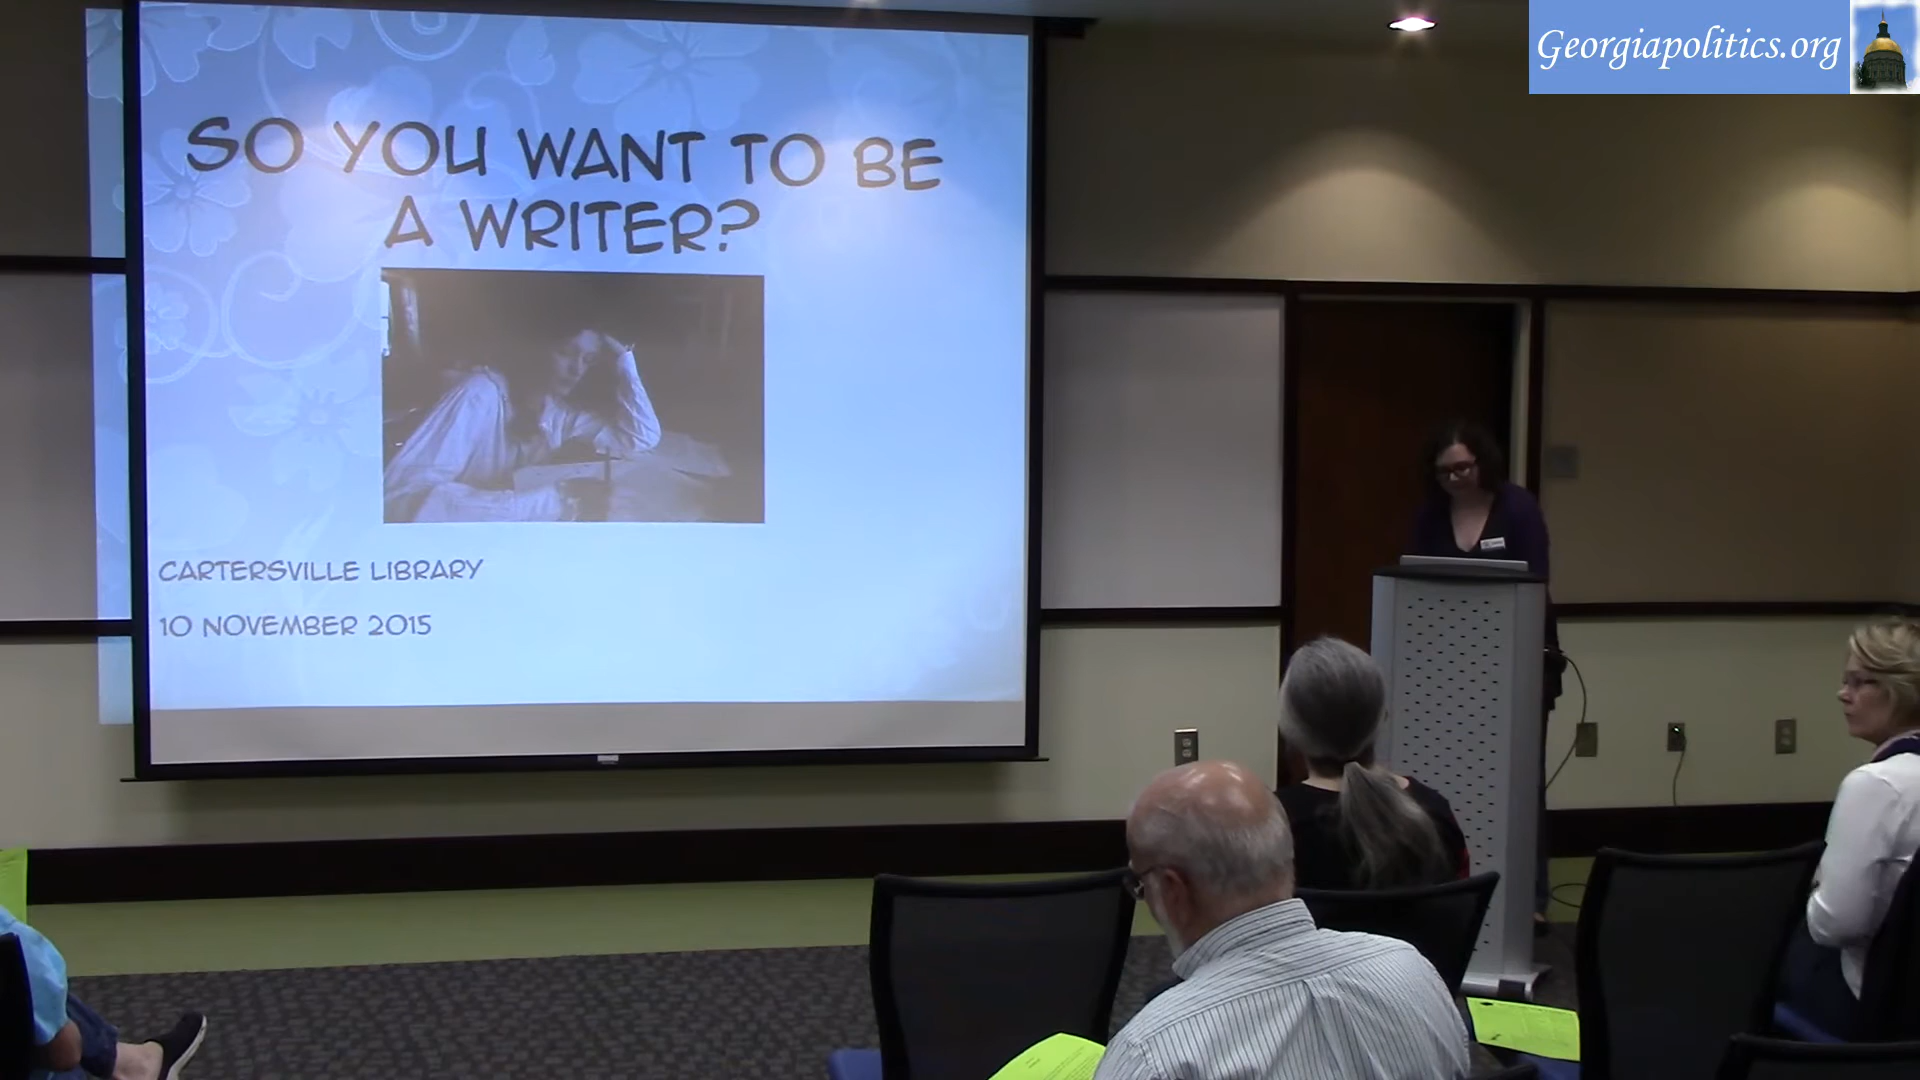 Georgiapolitics.org
SO YOU WANT TO BE
A WRITER?
CARTERSVILLE LIBRARY
10 NOVEMBER 2015